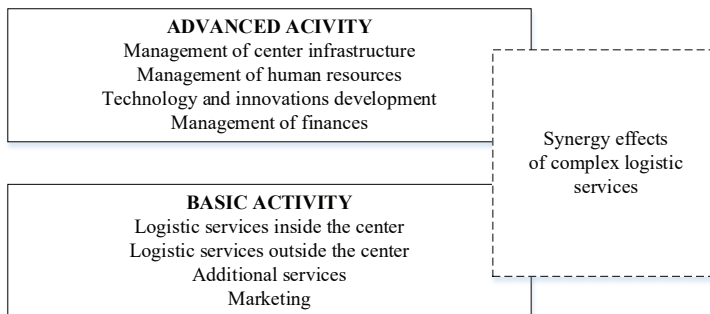 ADVANCED ACIVITY
Management of center infrastructure
Management of human resources
Technology and innovations development
Management of finances
Synergy effects
of complex logistic
services
BASIC ACTIVITY
Logistic services inside the center
Logistic services outside the center
Additional services
Marketing